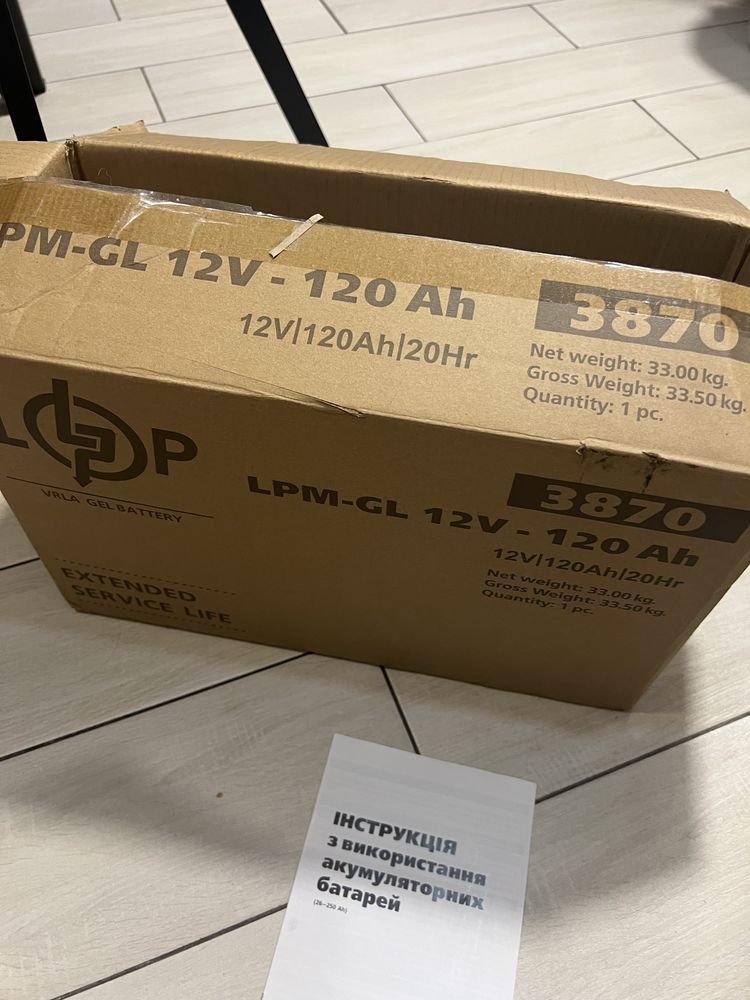 PM-GL 12V - 120 Ah
3870
12V|120Ah|20Hr
Net weight: 33.00 kg.
Gross Weight: 33.50 kg.
Quantity: 1 pc.
L P
VRLA GEL BATTERY
EXTENDED
SERVICE LIFE
3870
LPM-GL 12V - 120 Ah
12V|120Ah|20Hr
Net weight: 33.00 kg.
Gross Weight: 33.50 kg.
Quantity: 1 pc.
ІНСТРУКЦІЯ
з використання
акумуляторних
батарей
(26–250 Ah)